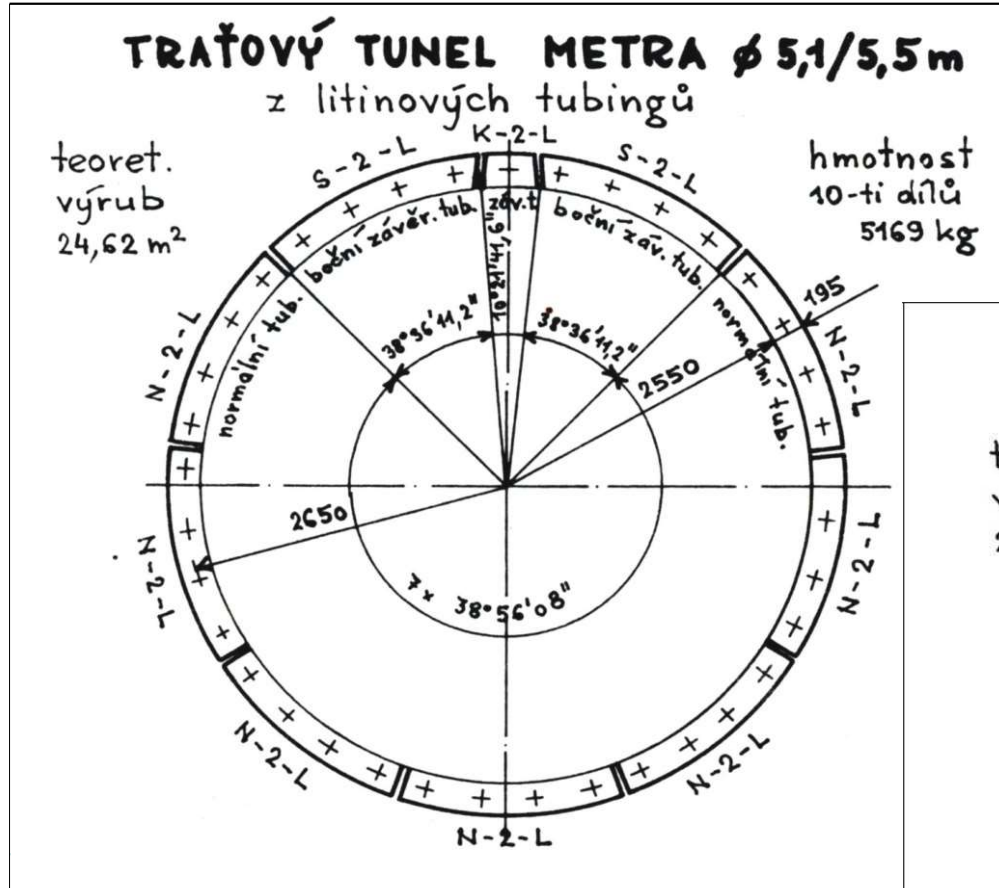 TRAŤOVÝ TUNEL METRA ⌀ 5,1/5,5m
z litinových tubingů
teoret.
výrub
24,62 m²
hmotnost
10-ti dílů
5169 kg
K-2-L
S-2-L
S-2-L
boční závěr. tub.
záv.t.
boční záv. tub.
10°21'41,6"
38°36'11,2"
38°36'11,2"
195
2550
N-2-L
normální tub.
normální tub.
N-2-L
2650
7x 38°56'08"
N-2-L
N-2-L
N-2-L
N-2-L
N-2-L